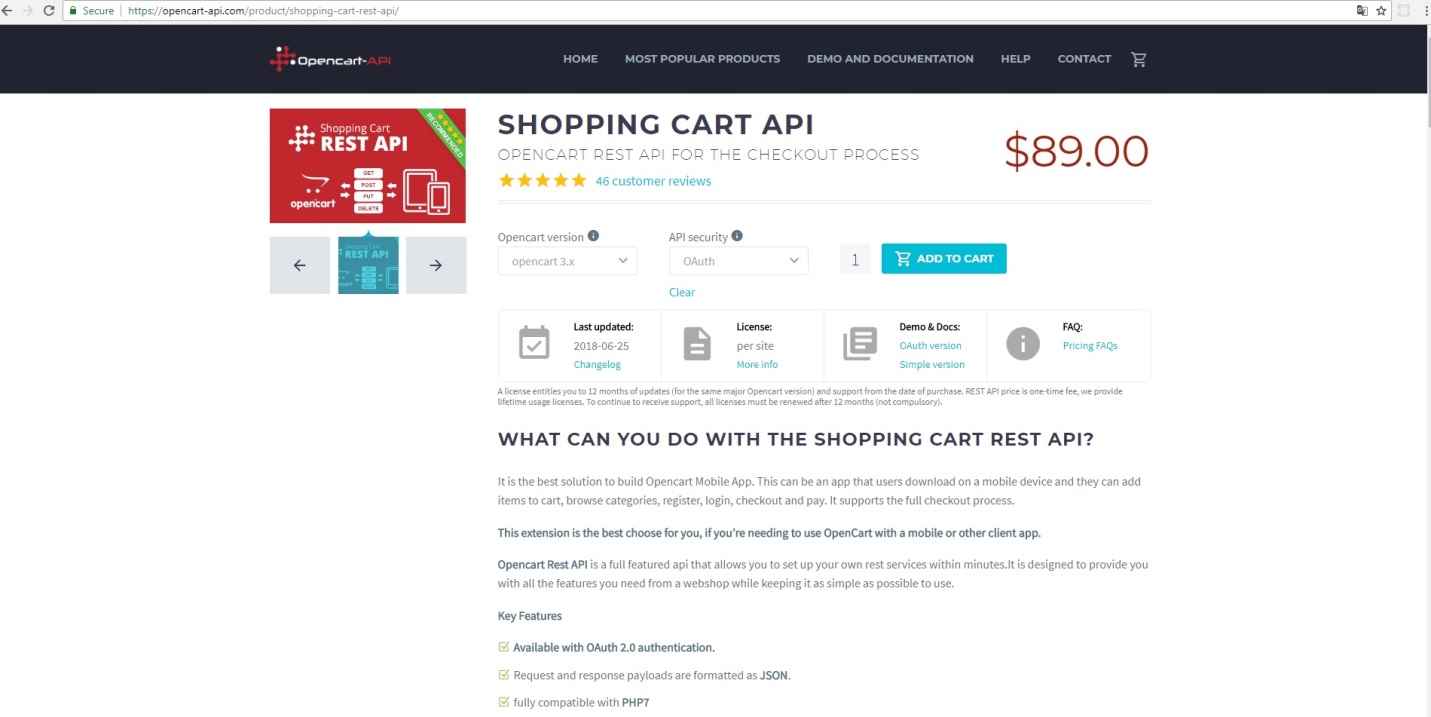 Secure
https://opencart-api.com/product/shopping-cart-rest-api/
Opencart-API
HOME
MOST POPULAR PRODUCTS
DEMO AND DOCUMENTATION
HELP
CONTACT
Shopping Cart
REST API
RECOMMENDED
opencart
GET
POST
PUT
DELETE
Shopping Cart
REST API
SHOPPING CART API
OPENCART REST API FOR THE CHECKOUT PROCESS
46 customer reviews
$89.00
Opencart version
opencart 3.x
API security
OAuth
Clear
1
ADD TO CART
Last updated:
2018-06-25
Changelog
License:
per site
More info
Demo & Docs:
OAuth version
Simple version
FAQ:
Pricing FAQs
A license entitles you to 12 months of updates (for the same major Opencart version) and support from the date of purchase. REST API price is one-time fee, we provide
lifetime usage licenses. To continue to receive support, all licenses must be renewed after 12 months (not compulsory).
WHAT CAN YOU DO WITH THE SHOPPING CART REST API?
It is the best solution to build Opencart Mobile App. This can be an app that users download on a mobile device and they can add
items to cart, browse categories, register, login, checkout and pay. It supports the full checkout process.
This extension is the best choose for you, if you're needing to use OpenCart with a mobile or other client app.
Opencart Rest API is a full featured api that allows you to set up your own rest services within minutes.It is designed to provide you
with all the features you need from a webshop while keeping it as simple as possible to use.
Key Features
Available with OAuth 2.0 authentication.
Request and response payloads are formatted as JSON.
fully compatible with PHP7